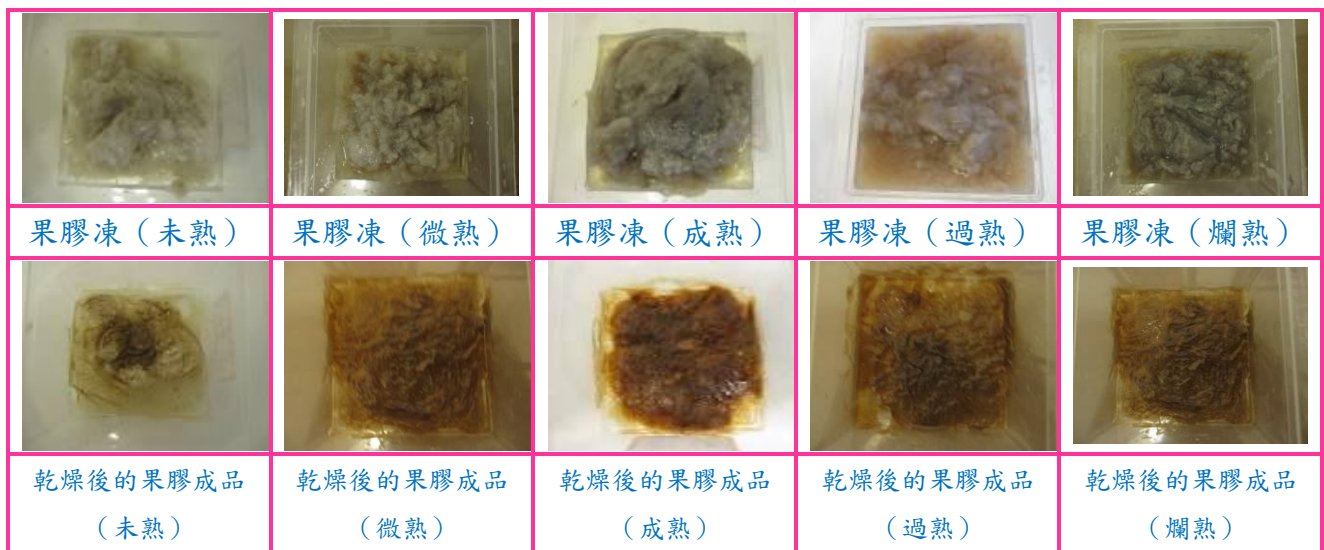 果膠凍（未熟）
果膠凍（微熟）
果膠凍（成熟）
果膠凍（過熟）
果膠凍（爛熟）
乾燥後的果膠成品
（未熟）
乾燥後的果膠成品
（微熟）
乾燥後的果膠成品
（成熟）
乾燥後的果膠成品
（過熟）
乾燥後的果膠成品
（爛熟）